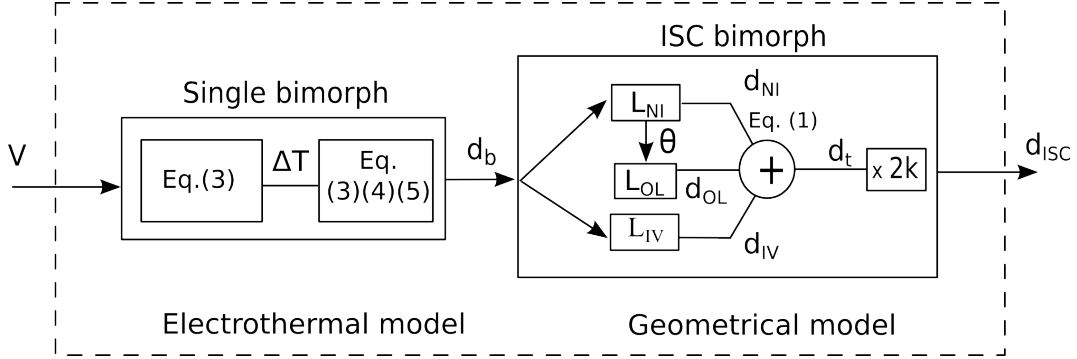 ISC bimorph
Single bimorph
V
Eq.(3)
ΔT
Eq.
(3)(4)(5)
d_b
L_NI
θ
L_OL
L_IV
d_NI
Eq. (1)
d_OL
d_IV
+
d_t
x 2k
d_ISC
Electrothermal model
Geometrical model